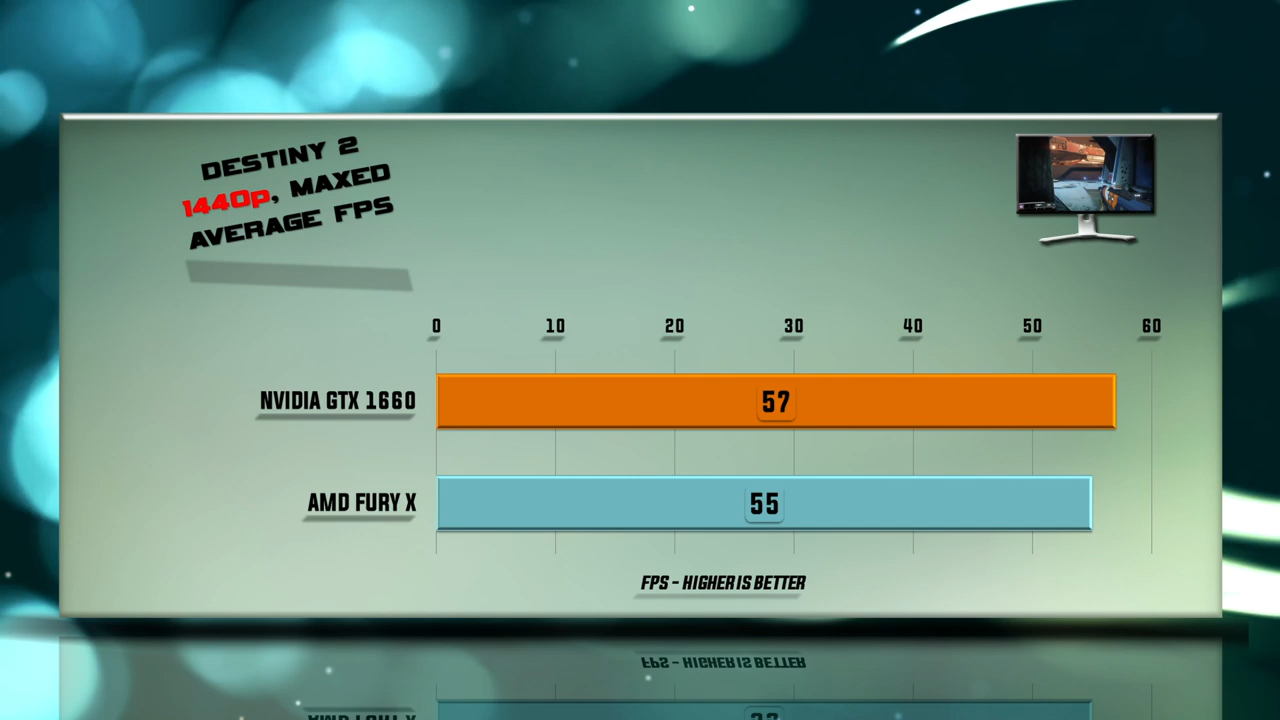 DESTINY 2
1440p, MAXED
AVERAGE FPS
0 10 20 30 40 50 60
NVIDIA GTX 1660
57
AMD FURY X
55
FPS - HIGHER IS BETTER